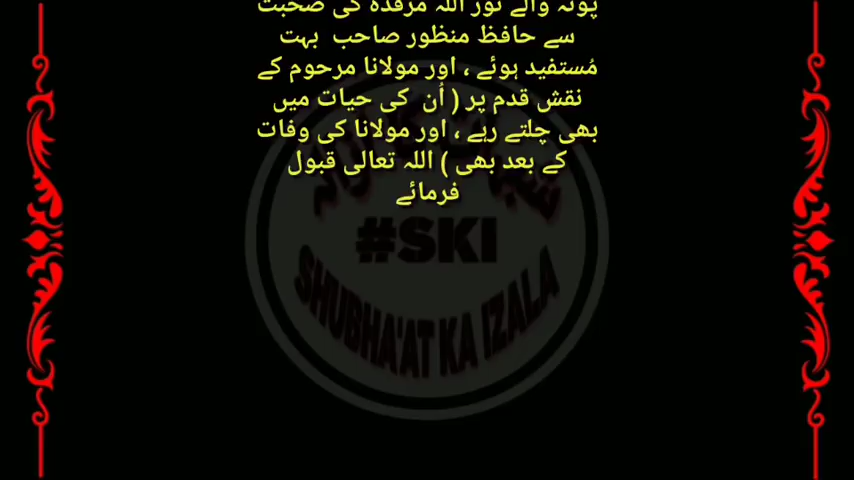 پونہ والے نور اللہ مرقدہ کی صحبت
سے حافظ منظور صاحب بہت
مُستفید ہوئے ، اور مولانا مرحوم کے
نقش قدم پر ( اُن کی حیات میں
بھی چلتے رہے ، اور مولانا کی وفات
کے بعد بھی ) اللہ تعالی قبول
فرمائے
#SKI
SHUBHA'AT KA IZALA